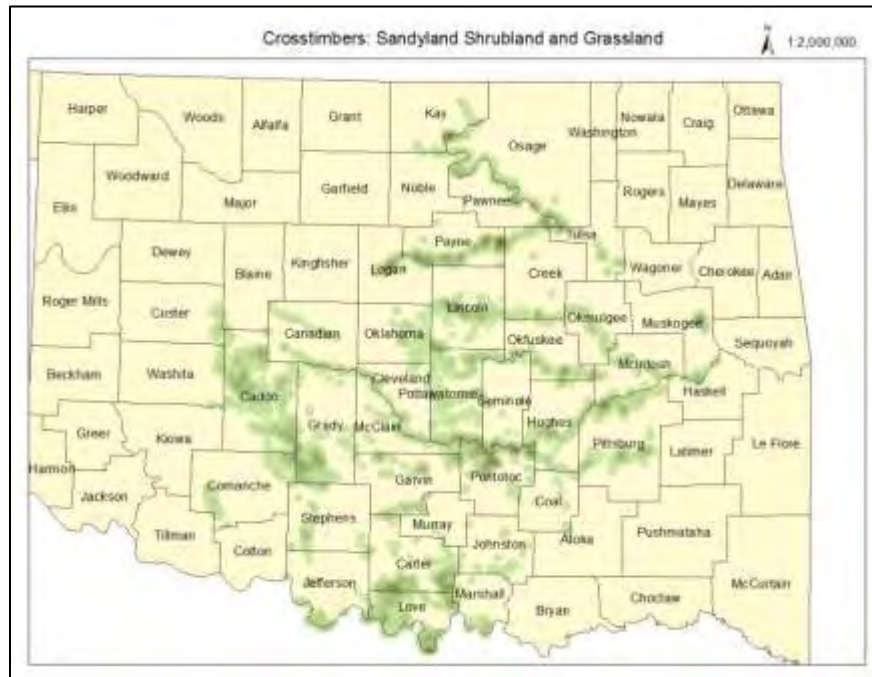 Crosstimbers: Sandyland Shrubland and Grassland
N
1:2,000,000
Harper
Woods
Alfalfa
Grant
Kay
Osage
Washington
Nowata
Craig
Ottawa
Ellis
Woodward
Major
Garfield
Noble
Pawnee
Rogers
Mayes
Delaware
Dewey
Blaine
Kingfisher
Logan
Payne
Creek
Tulsa
Wagoner
Cherokee
Adair
Roger Mills
Custer
Canadian
Oklahoma
Lincoln
Okfuskee
Okmulgee
Muskogee
Sequoyah
Beckham
Washita
Caddo
Grady
McClain
Cleveland
Pottawatomie
Seminole
Hughes
McIntosh
Haskell
Greer
Kiowa
Pittsburg
Latimer
Le Flore
Harmon
Jackson
Comanche
Stephens
Garvin
Pontotoc
Coal
Tillman
Cotton
Murray
Johnston
Atoka
Pushmataha
Jefferson
Carter
Love
Marshall
Bryan
Choctaw
McCurtain